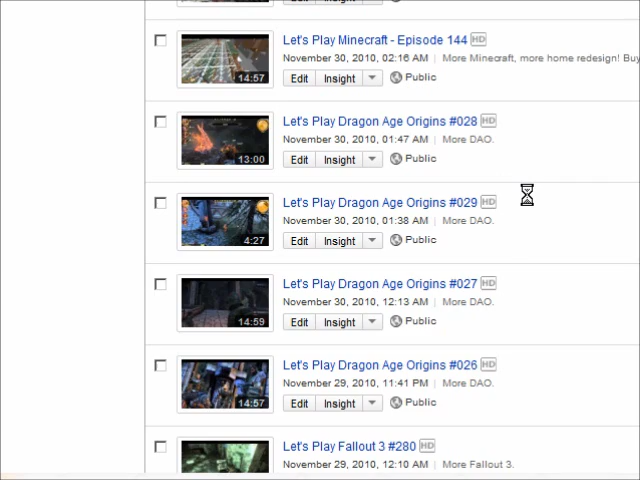 Edit Insight
Let's Play Minecraft - Episode 144 HD
November 30, 2010, 02:16 AM | More Minecraft, more home redesign! Buy
14:57
Edit Insight Public
Let's Play Dragon Age Origins #028 HD
November 30, 2010, 01:47 AM | More DAO.
13:00
Edit Insight Public
Let's Play Dragon Age Origins #029 HD
November 30, 2010, 01:38 AM | More DAO.
4:27
Edit Insight Public
Let's Play Dragon Age Origins #027 HD
November 30, 2010, 12:13 AM | More DAO.
14:59
Edit Insight Public
Let's Play Dragon Age Origins #026 HD
November 29, 2010, 11:41 PM | More DAO.
14:57
Edit Insight Public
Let's Play Fallout 3 #280 HD
November 29, 2010, 12:10 AM | More Fallout 3.